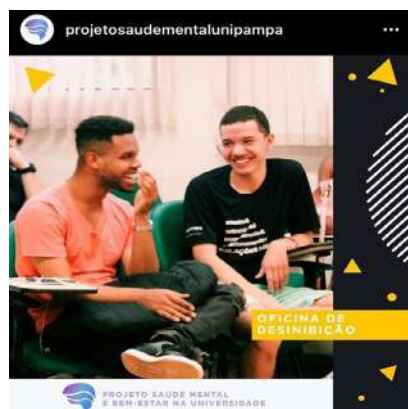 projetosaudementalunipampa
OFICINA DE
DESINIBIÇÃO
PROJETO SAÚDE MENTAL
E BEM-ESTAR NA UNIVERSIDADE